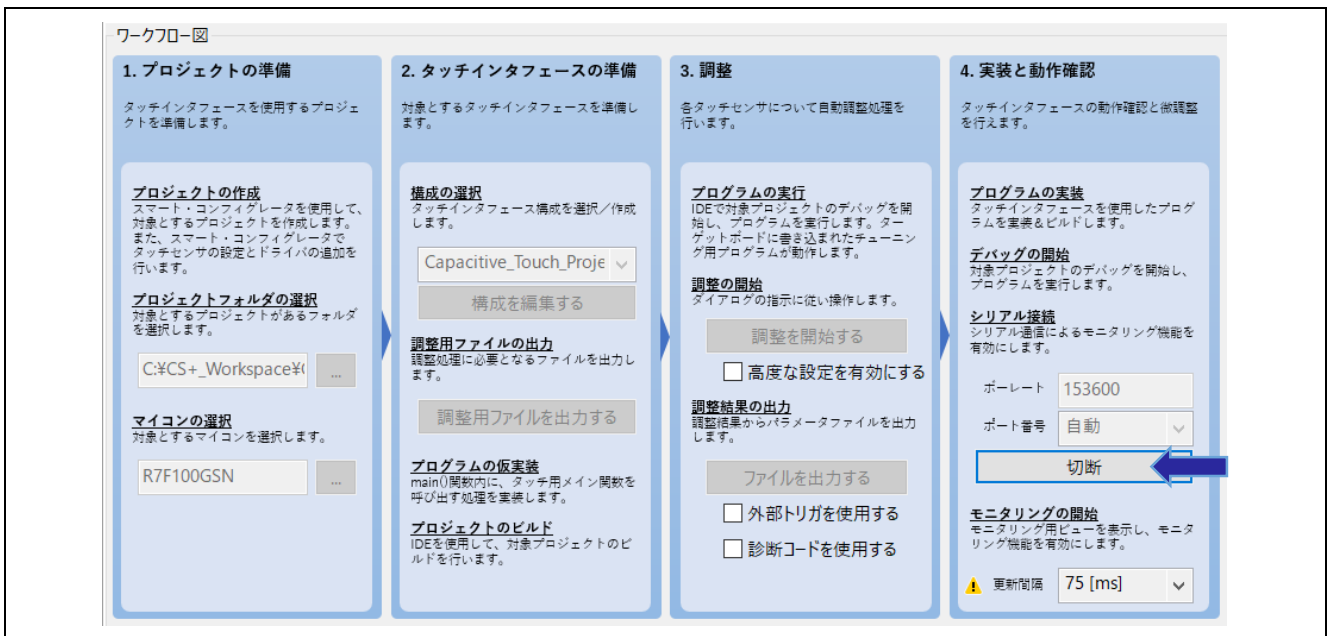 ワークフロー図
1. プロジェクトの準備
タッチインタフェースを使用するプロジェ
クトを準備します。
プロジェクトの作成
スマート・コンフィグレータを使用して、
対象とするプロジェクトを作成します。
また、スマート・コンフィグレータで
タッチセンサの設定とドライバの追加を
行います。
プロジェクトフォルダの選択
対象とするプロジェクトがあるフォルダ
を選択します。
C:¥CS+_Workspace¥(
...
マイコンの選択
対象とするマイコンを選択します。
R7F100GSN
...
2. タッチインタフェースの準備
対象とするタッチインタフェースを準備し
ます。
構成の選択
タッチインタフェース構成を選択／作成
します。
Capacitive_Touch_Proje
構成を編集する
調整用ファイルの出力
調整処理に必要となるファイルを出力し
ます。
調整用ファイルを出力する
プログラムの仮実装
main()関数内に、タッチ用メイン関数を
呼び出す処理を実装します。
プロジェクトのビルド
IDEを使用して、対象プロジェクトのビ
ルドを行います。
3. 調整
各タッチセンサについて自動調整処理を
行います。
プログラムの実行
IDEで対象プロジェクトのデバッグを開
始し、プログラムを実行します。ター
ゲットボードに書き込まれたチューニン
グ用プログラムが動作します。
調整の開始
ダイアログの指示に従い操作します。
調整を開始する
高度な設定を有効にする
調整結果の出力
調整結果からパラメータファイルを出力
します。
ファイルを出力する
外部トリガを使用する
診断コードを使用する
4. 実装と動作確認
タッチインタフェースの動作確認と微調整
を行えます。
プログラムの実装
タッチインタフェースを使用したプログ
ラムを実装&ビルドします。
デバッグの開始
対象プロジェクトのデバッグを開始し、
プログラムを実行します。
シリアル接続
シリアル通信によるモニタリング機能を
有効にします。
ボーレート 153600
ポート番号 自動
切断
モニタリングの開始
モニタリング用ビューを表示し、モニタ
リング機能を有効にします。
更新間隔 75 [ms]